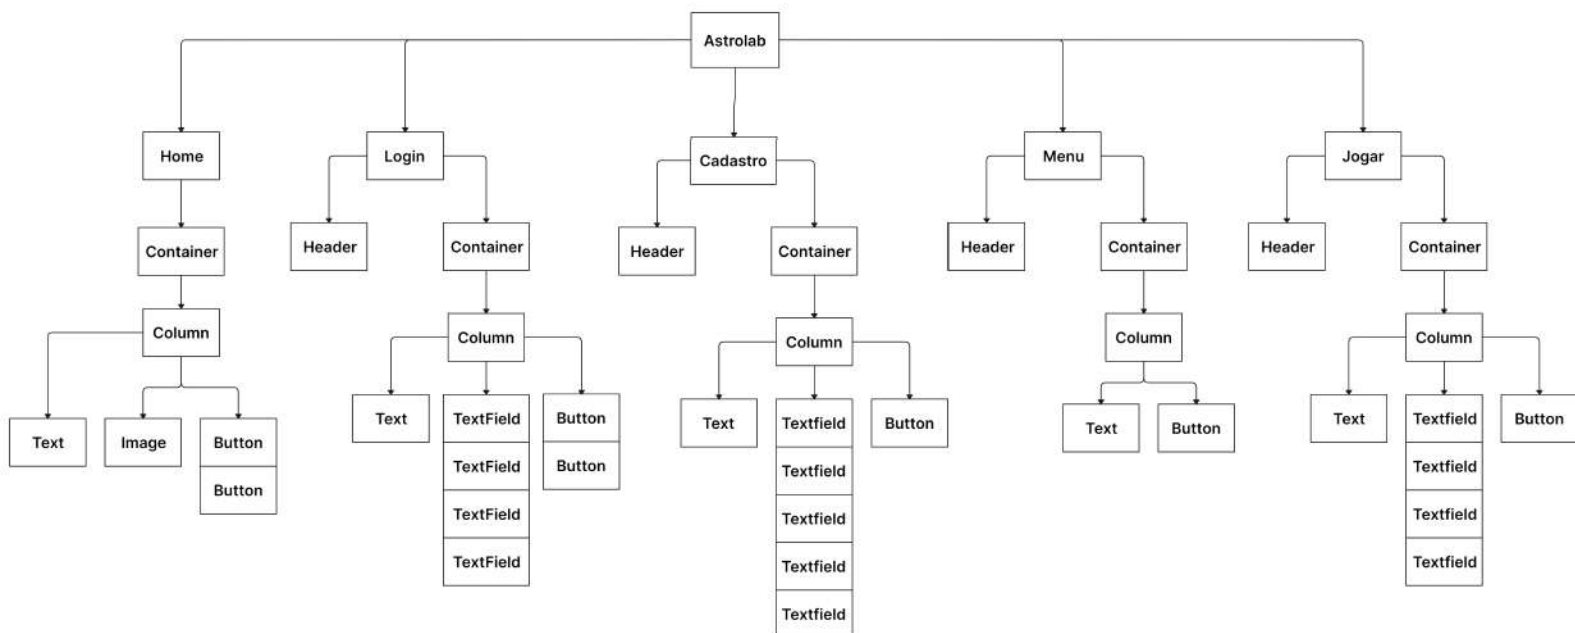 Astrolab
Home
Login
Cadastro
Menu
Jogar
Header
Header
Header
Header
Container
Container
Container
Container
Container
Column
Column
Column
Column
Column
Text
Image
Button
Button
Text
TextField
TextField
TextField
TextField
Button
Button
Text
Textfield
Textfield
Textfield
Textfield
Textfield
Button
Text
Button
Text
Textfield
Textfield
Textfield
Textfield
Button